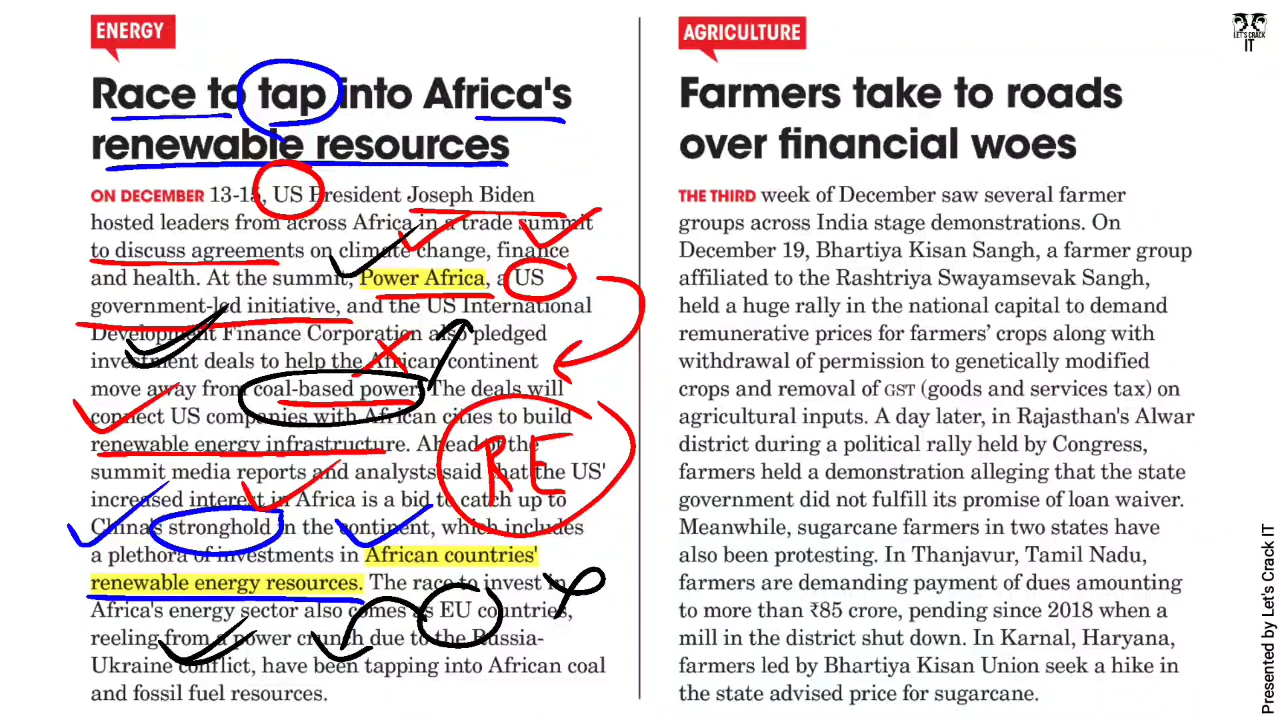 ENERGY
Race to tap into Africa's
renewable resources
ON DECEMBER 13-15, US President Joseph Biden
hosted leaders from across Africa in a trade summit
to discuss agreements on climate change, finance
and health. At the summit, Power Africa, a US
government-led initiative, and the US International
Development Finance Corporation also pledged
investment deals to help the African continent
move away from coal-based power. The deals will
connect US companies with African cities to build
renewable energy infrastructure. Ahead of the
summit media reports and analysts said that the US'
increased interest in Africa is a bid to catch up to
China's stronghold in the continent, which includes
a plethora of investments in African countries'
renewable energy resources. The race to invest in
Africa's energy sector also comes as EU countries,
reeling from a power crunch due to the Russia-
Ukraine conflict, have been tapping into African coal
and fossil fuel resources.
RE
AGRICULTURE
Farmers take to roads
over financial woes
THE THIRD week of December saw several farmer
groups across India stage demonstrations. On
December 19, Bhartiya Kisan Sangh, a farmer group
affiliated to the Rashtriya Swayamsevak Sangh,
held a huge rally in the national capital to demand
remunerative prices for farmers' crops along with
withdrawal of permission to genetically modified
crops and removal of GST (goods and services tax) on
agricultural inputs. A day later, in Rajasthan's Alwar
district during a political rally held by Congress,
farmers held a demonstration alleging that the state
government did not fulfill its promise of loan waiver.
Meanwhile, sugarcane farmers in two states have
also been protesting. In Thanjavur, Tamil Nadu,
farmers are demanding payment of dues amounting
to more than ₹85 crore, pending since 2018 when a
mill in the district shut down. In Karnal, Haryana,
farmers led by Bhartiya Kisan Union seek a hike in
the state advised price for sugarcane.
LET'S CRACK
IT
Presented by Let's Crack IT